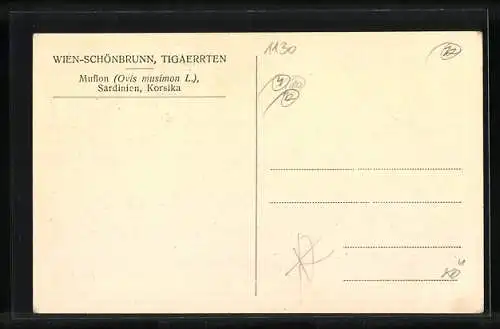 WIEN-SCHÖNBRUNN, TIGAERRTEN
Muflon (Ovis musimon L.),
Sardinien, Korsika
1130